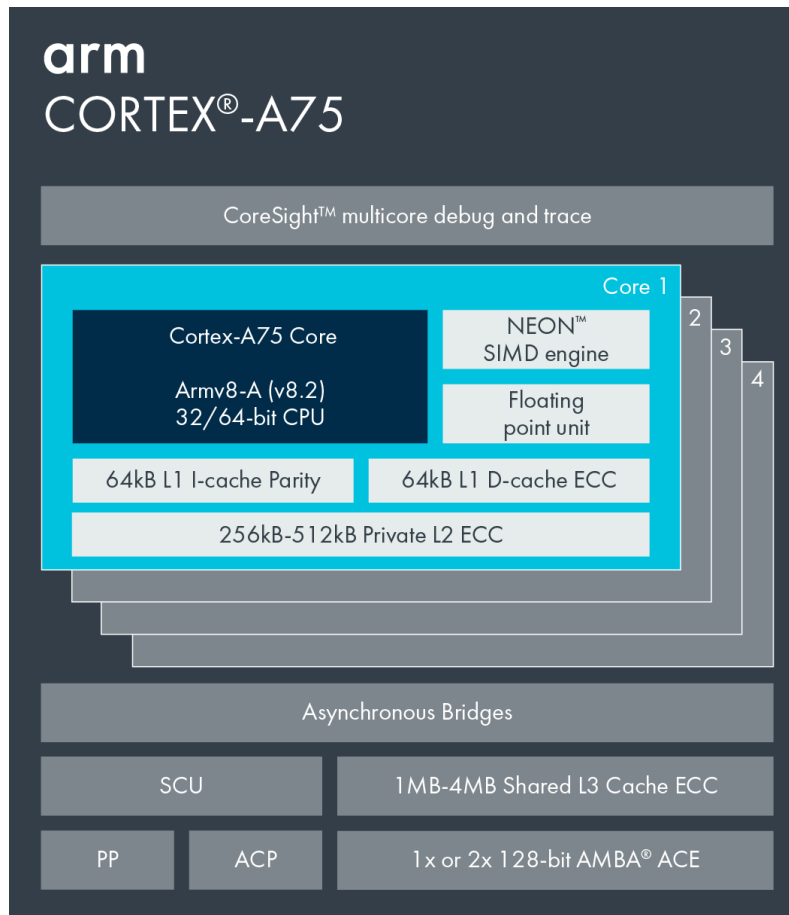 arm
CORTEX®-A75
CoreSight™ multicore debug and trace
Core 1
2
3
4
Cortex-A75 Core
Armv8-A (v8.2)
32/64-bit CPU
NEON™
SIMD engine
Floating
point unit
64kB L1 I-cache Parity
64kB L1 D-cache ECC
256kB-512kB Private L2 ECC
Asynchronous Bridges
SCU
1MB-4MB Shared L3 Cache ECC
PP
ACP
1x or 2x 128-bit AMBA® ACE